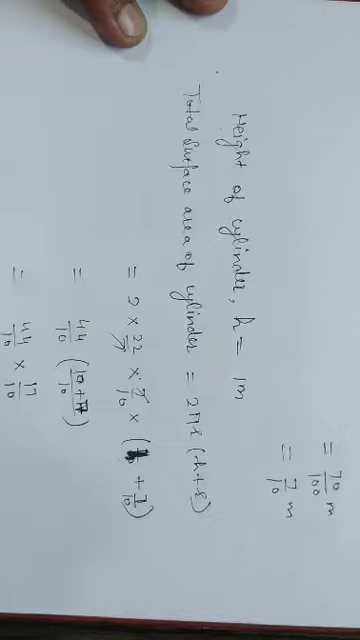 = 70/100 m
= 7/10 m
Height of cylinder, h = 1m
Total Surface area of cylinder = 2πr (h+r)
= 2 × 22/7 × 7/10 × ( + 7/10)
= 44/10 (10+7/10)
= 44/10 × 17/10